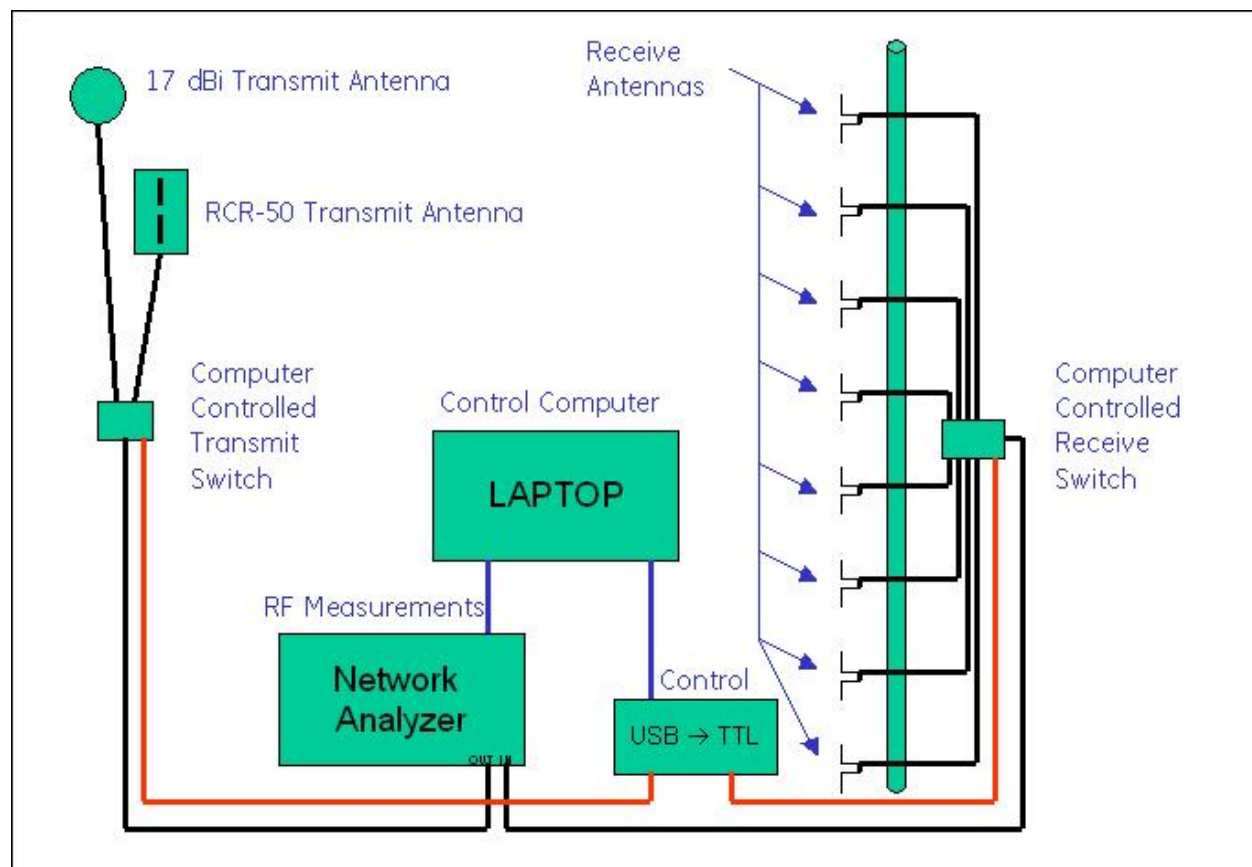 17 dBi Transmit Antenna
RCR-50 Transmit Antenna
Receive
Antennas
Computer
Controlled
Transmit
Switch
Control Computer
LAPTOP
Computer
Controlled
Receive
Switch
RF Measurements
Network
Analyzer
OUT IN
Control
USB → TTL